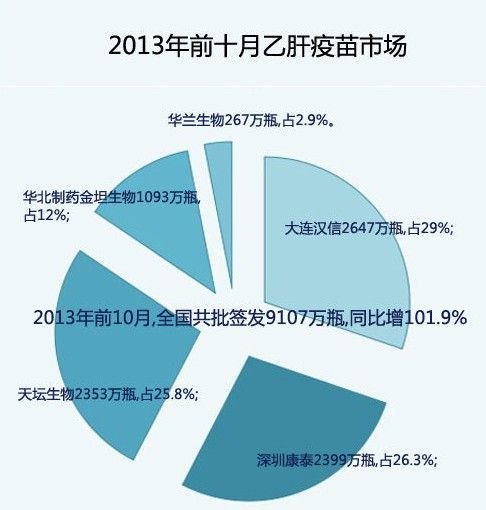 2013年前十月乙肝疫苗市场
华兰生物267万瓶,占2.9%。
华北制药金坦生物1093万瓶,
占12%;
大连汉信2647万瓶,占29%;
2013年前10月,全国共批签发9107万瓶,同比增101.9%
天坛生物2353万瓶,占25.8%;
深圳康泰2399万瓶,占26.3%;